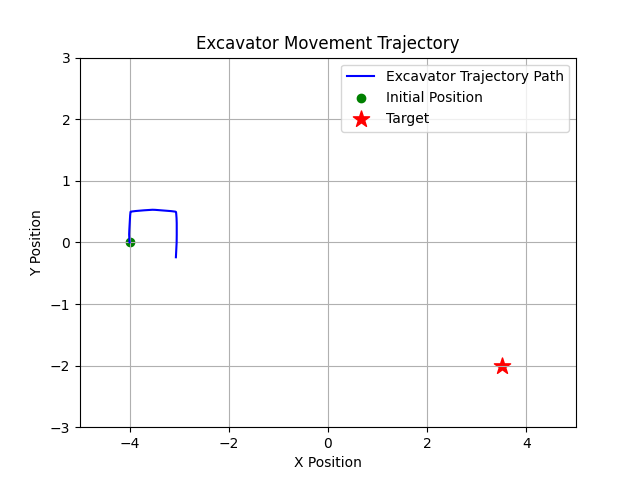 Excavator Movement Trajectory
Excavator Trajectory Path
Initial Position
Target
3
2
1
0
−1
−2
−3
Y Position
−4
−2
0
2
4
X Position